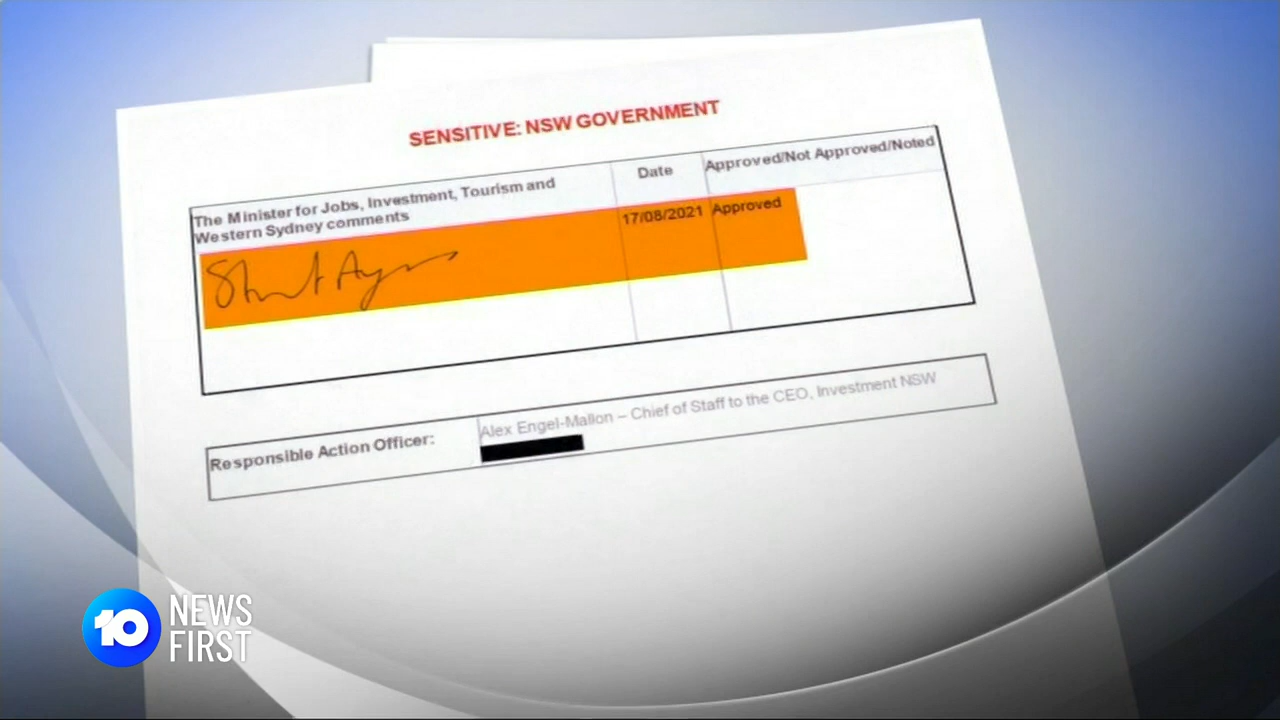 SENSITIVE: NSW GOVERNMENT
The Minister for Jobs, Investment, Tourism and
Western Sydney comments
Date
Approved/Not Approved/Noted
Stuart Ayres
17/08/2021
Approved
Responsible Action Officer:
Alex Engel-Mallon – Chief of Staff to the CEO, Investment NSW
10 NEWS
FIRST